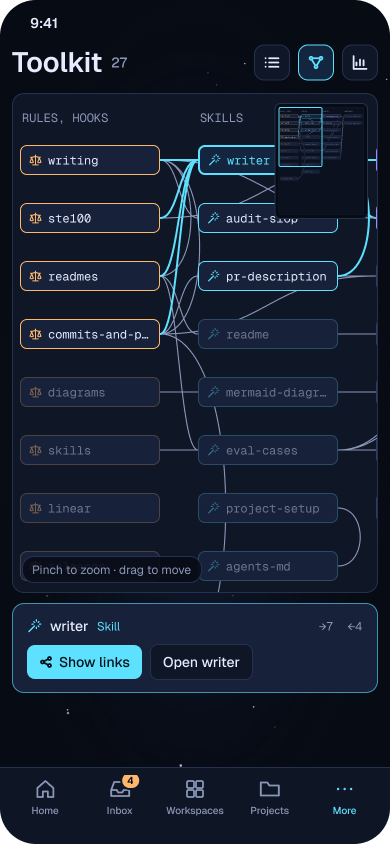 9:41
Toolkit 27
RULES, HOOKS
SKILLS
writing
writer
ste100
audit-slop
readmes
pr-description
commits-and-p…
readme
diagrams
mermaid-diagr…
skills
eval-cases
linear
project-setup
Pinch to zoom · drag to move
agents-md
writer Skill
→7 ←4
Show links
Open writer
4
Home
Inbox
Workspaces
Projects
More